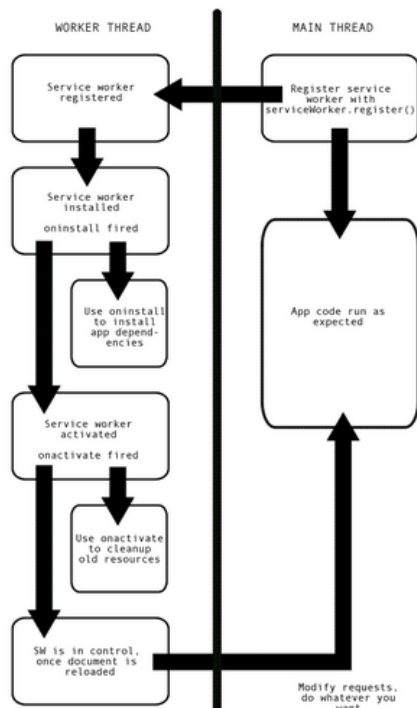 WORKER THREAD
MAIN THREAD
Service worker
registered
Register service
worker with
serviceWorker.register()
Service worker
installed
oninstall fired
Use oninstall
to install
app depend-
encies
App code run as
expected
Service worker
activated
onactivate fired
Use onactivate
to cleanup
old resources
SW is in control,
once document is
reloaded
Modify requests,
do whatever you
want